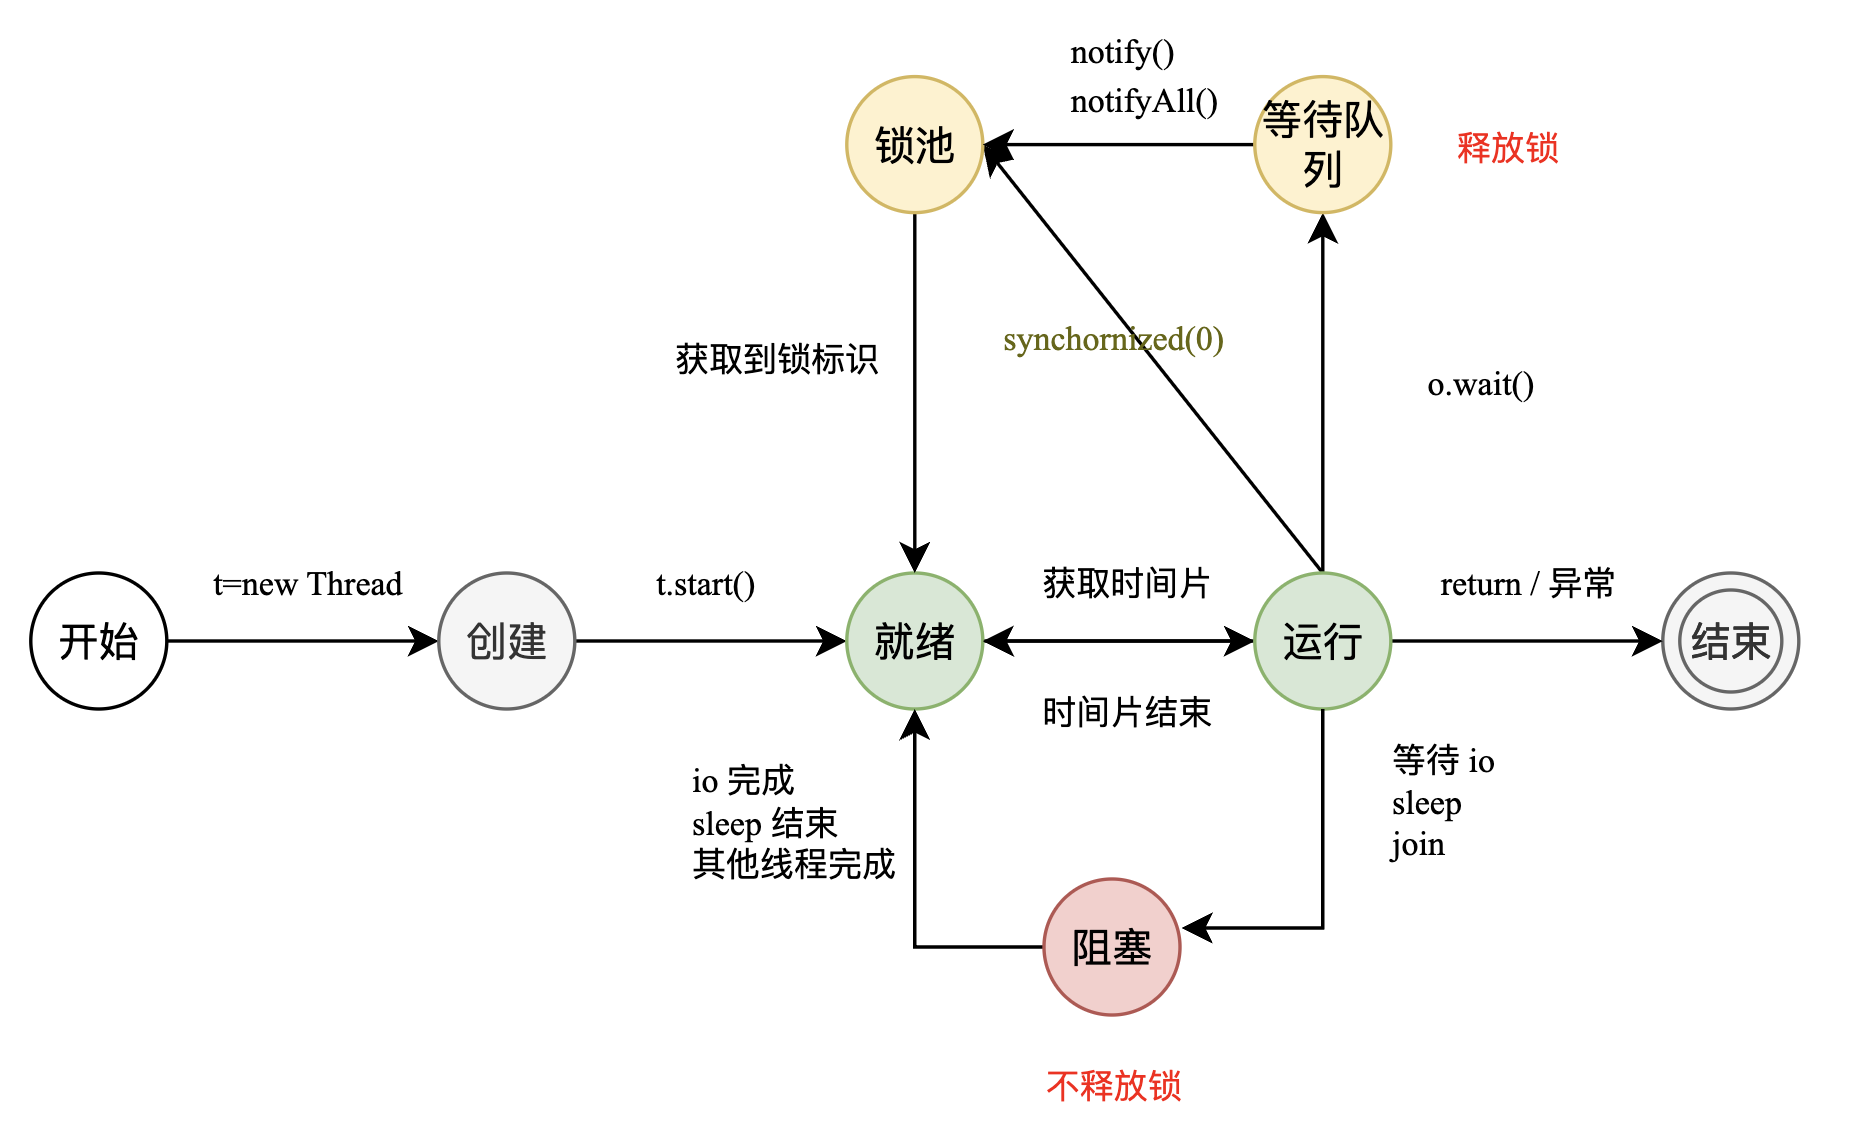 notify()
notifyAll()
锁池
等待队
列
释放锁
获取到锁标识
synchornized(0)
o.wait()
开始
t=new Thread
创建
t.start()
就绪
获取时间片
时间片结束
运行
return / 异常
结束
io 完成
sleep 结束
其他线程完成
等待 io
sleep
join
阻塞
不释放锁